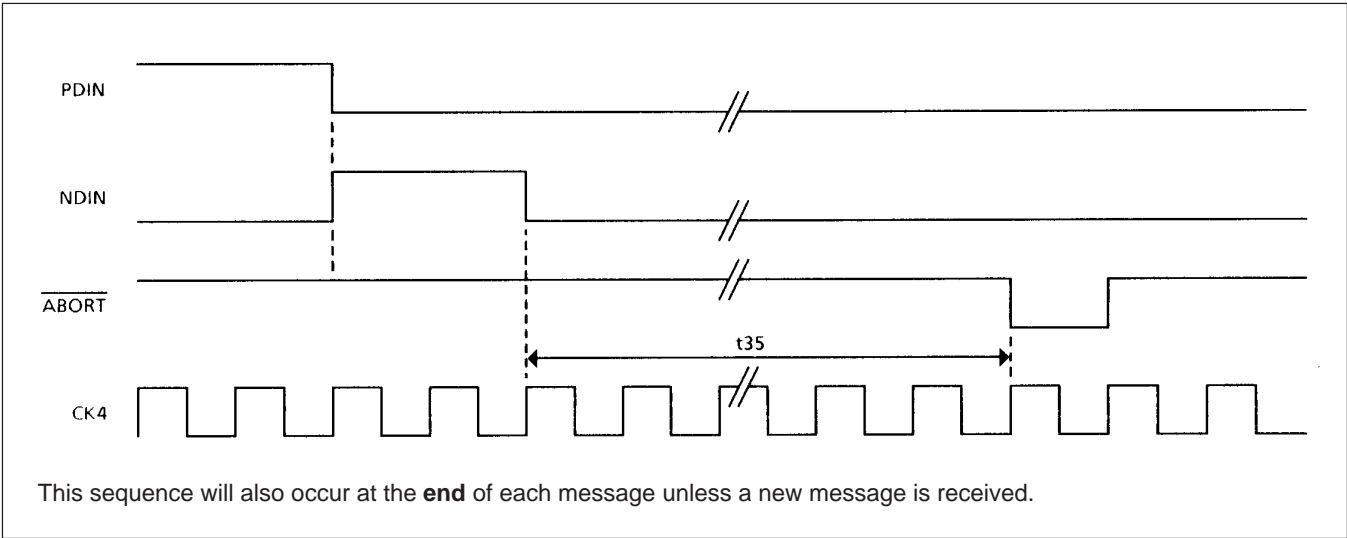 PDIN
NDIN
ABORT
t35
CK4
This sequence will also occur at the end of each message unless a new message is received.